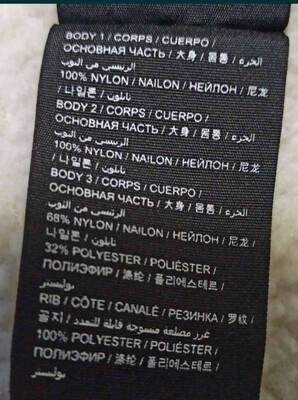 BODY 1 / CORPS / CUERPO /
ОСНОВНАЯ ЧАСТЬ / 大身 / 몸통 / الجزء
الرئيسي من الثوب
100% NYLON / NAILON / НЕЙЛОН / 尼龙
/ 나일론 / نايلون
BODY 2 / CORPS / CUERPO /
ОСНОВНАЯ ЧАСТЬ / 大身 / 몸통 / الجزء
الرئيسي من الثوب
100% NYLON / NAILON / НЕЙЛОН / 尼龙
/ 나일론 / نايلون
BODY 3 / CORPS / CUERPO /
ОСНОВНАЯ ЧАСТЬ / 大身 / 몸통 / الجزء
الرئيسي من الثوب
68% NYLON / NAILON / НЕЙЛОН / 尼龙 /
나일론 / نايلون
32% POLYESTER / POLIÉSTER /
ПОЛИЭФИР / 涤纶 / 폴리에스테르 /
بوليستر
RIB / CÔTE / CANALÉ / РЕЗИНКА / 罗纹 /
골지 / غرز مضلعة منسوجة قابلة للتمدد
100% POLYESTER / POLIÉSTER /
ПОЛИЭФИР / 涤纶 / 폴리에스테르 /
بوليستر